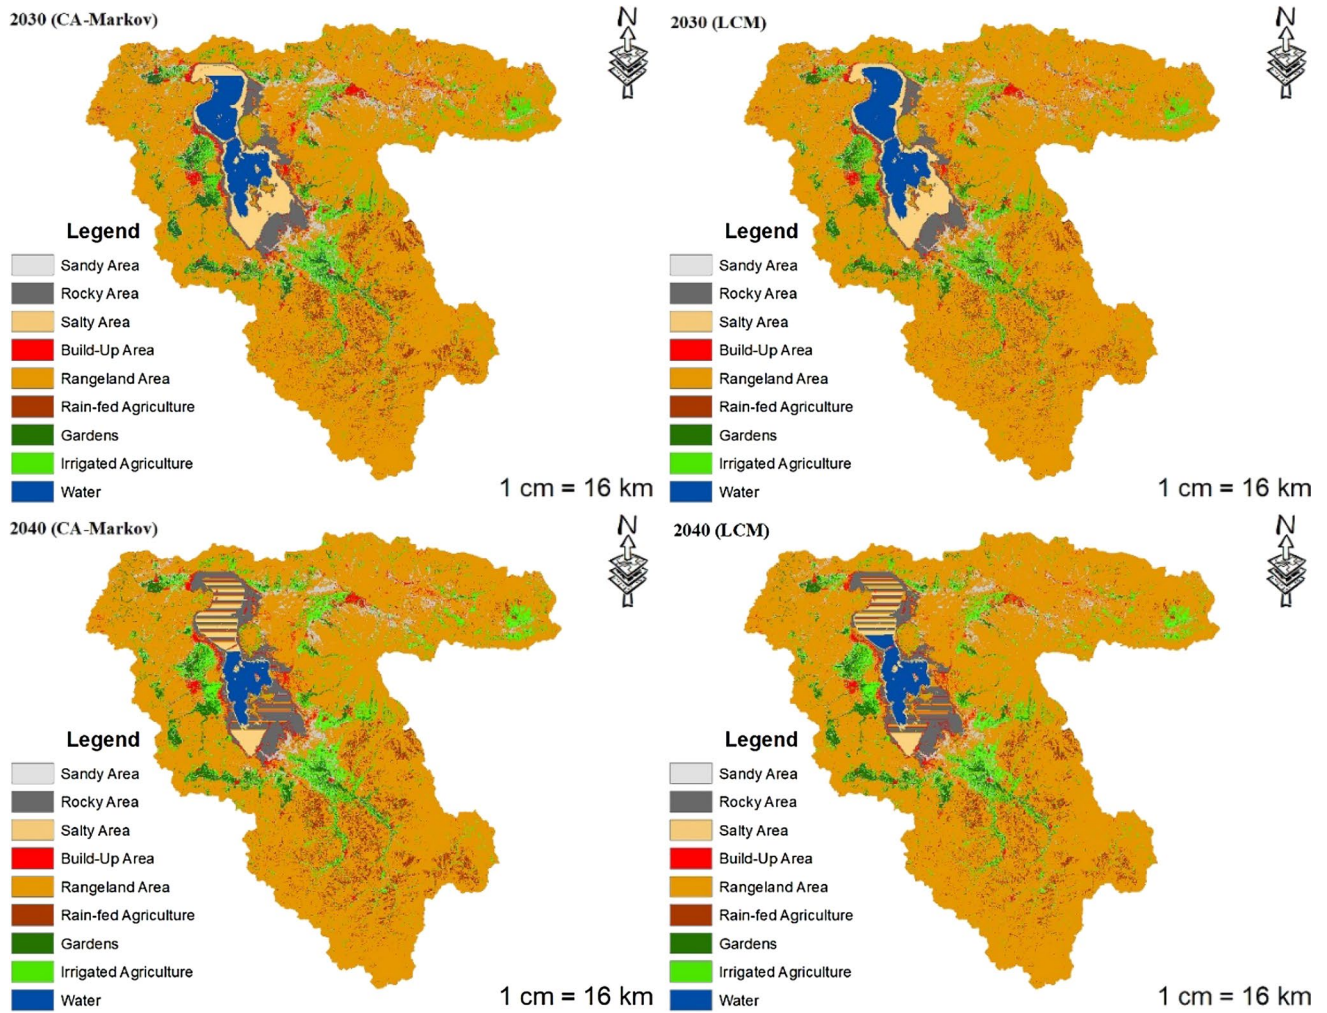 2030 (CA-Markov)
N
Legend
Sandy Area
Rocky Area
Salty Area
Build-Up Area
Rangeland Area
Rain-fed Agriculture
Gardens
Irrigated Agriculture
Water
1 cm = 16 km
2030 (LCM)
N
Legend
Sandy Area
Rocky Area
Salty Area
Build-Up Area
Rangeland Area
Rain-fed Agriculture
Gardens
Irrigated Agriculture
Water
1 cm = 16 km
2040 (CA-Markov)
N
Legend
Sandy Area
Rocky Area
Salty Area
Build-Up Area
Rangeland Area
Rain-fed Agriculture
Gardens
Irrigated Agriculture
Water
1 cm = 16 km
2040 (LCM)
N
Legend
Sandy Area
Rocky Area
Salty Area
Build-Up Area
Rangeland Area
Rain-fed Agriculture
Gardens
Irrigated Agriculture
Water
1 cm = 16 km